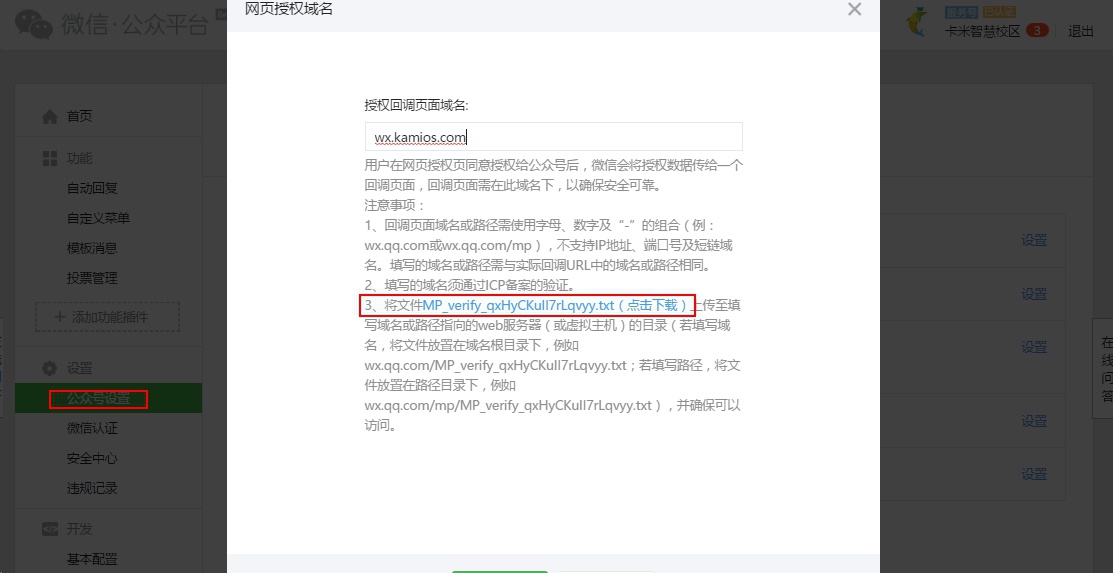 网页授权域名
微信·公众平台
服务号 已认证
卡米智慧校区 3 退出
首页
功能
自动回复
自定义菜单
模板消息
投票管理
添加功能插件
设置
公众号设置
微信认证
安全中心
违规记录
开发
基本配置
授权回调页面域名:
wx.kamios.com
用户在网页授权页同意授权给公众号后，微信会将授权数据传给一个
回调页面，回调页面需在此域名下，以确保安全可靠。
注意事项：
1、回调页面域名或路径需使用字母、数字及“-”的组合（例：
wx.qq.com或wx.qq.com/mp），不支持IP地址、端口号及短链域
名。填写的域名或路径需与实际回调URL中的域名或路径相同。
2、填写的域名须通过ICP备案的验证。
3、将文件MP_verify_qxHyCKuIl7rLqvyy.txt（点击下载）上传至填
写域名或路径指向的web服务器（或虚拟主机）的目录（若填写域
名，将文件放置在域名根目录下，例如
wx.qq.com/MP_verify_qxHyCKuIl7rLqvyy.txt；若填写路径，将文
件放置在路径目录下，例如
wx.qq.com/mp/MP_verify_qxHyCKuIl7rLqvyy.txt），并确保可以
访问。
设置
设置
设置
设置
设置
在
线
问
答